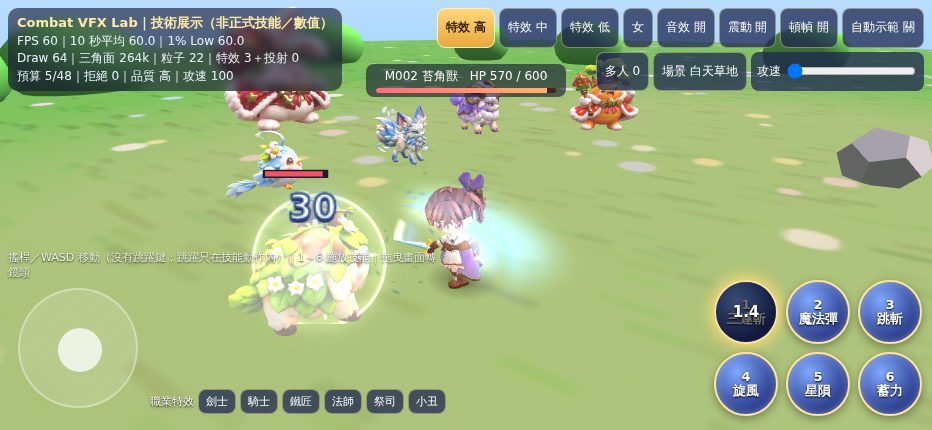 Combat VFX Lab｜技術展示（非正式技能／數值）
FPS 60｜10 秒平均 60.0｜1% Low 60.0
Draw 64｜三角面 264k｜粒子 22｜特效 3＋投射 0
預算 5/48｜拒絕 0｜品質 高｜攻速 100
特效 高
特效 中
特效 低
女
音效 開
震動 開
頓幀 開
自動示範 關
M002 苔角獸 HP 570 / 600
多人 0
場景 白天草地
攻速
30
搖桿／WASD 移動（沒有跳躍鍵；跳躍只在技能動作內）｜1～6 施放技能｜拖曳畫面轉
鏡頭
1.4
1
三連斬
2
魔法彈
3
跳斬
4
旋風
5
星隕
6
蓄力
職業特效
劍士
騎士
鐵匠
法師
祭司
小丑